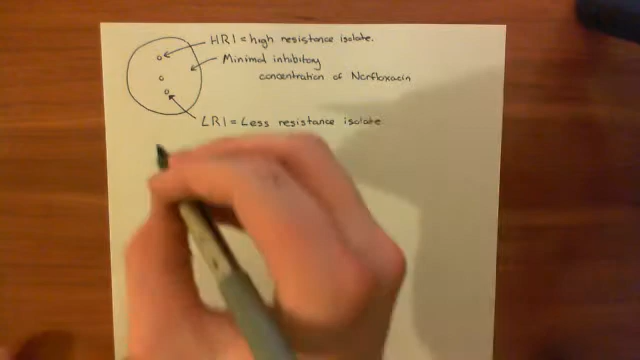 HRI = high resistance isolate.
Minimal inhibitory
concentration of Norfloxacin
LRI = Less resistance isolate